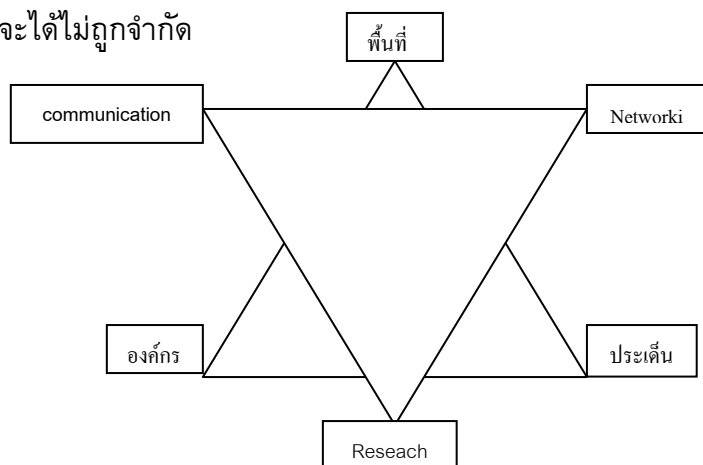 จะได้ไม่ถูกจำกัด
พื้นที่
communication
Networki
องค์กร
ประเด็น
Reseach